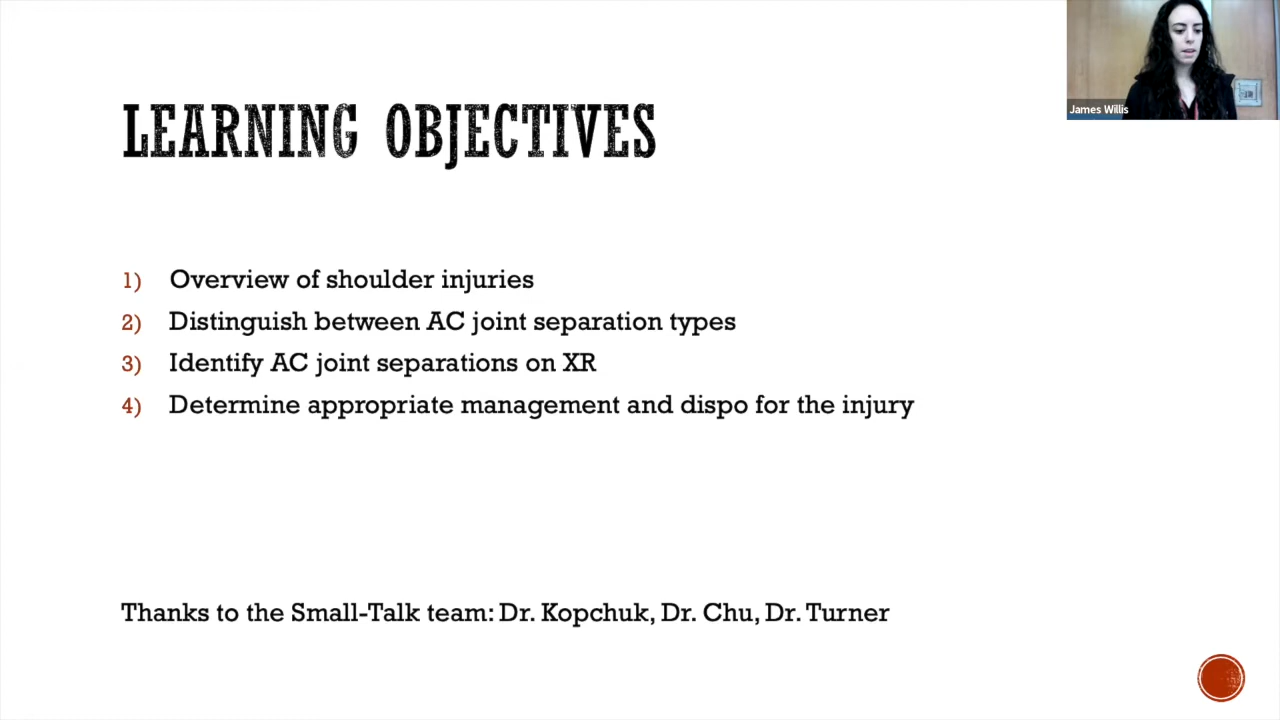 LEARNING OBJECTIVES
James Willis
1) Overview of shoulder injuries
2) Distinguish between AC joint separation types
3) Identify AC joint separations on XR
4) Determine appropriate management and dispo for the injury
Thanks to the Small-Talk team: Dr. Kopchuk, Dr. Chu, Dr. Turner